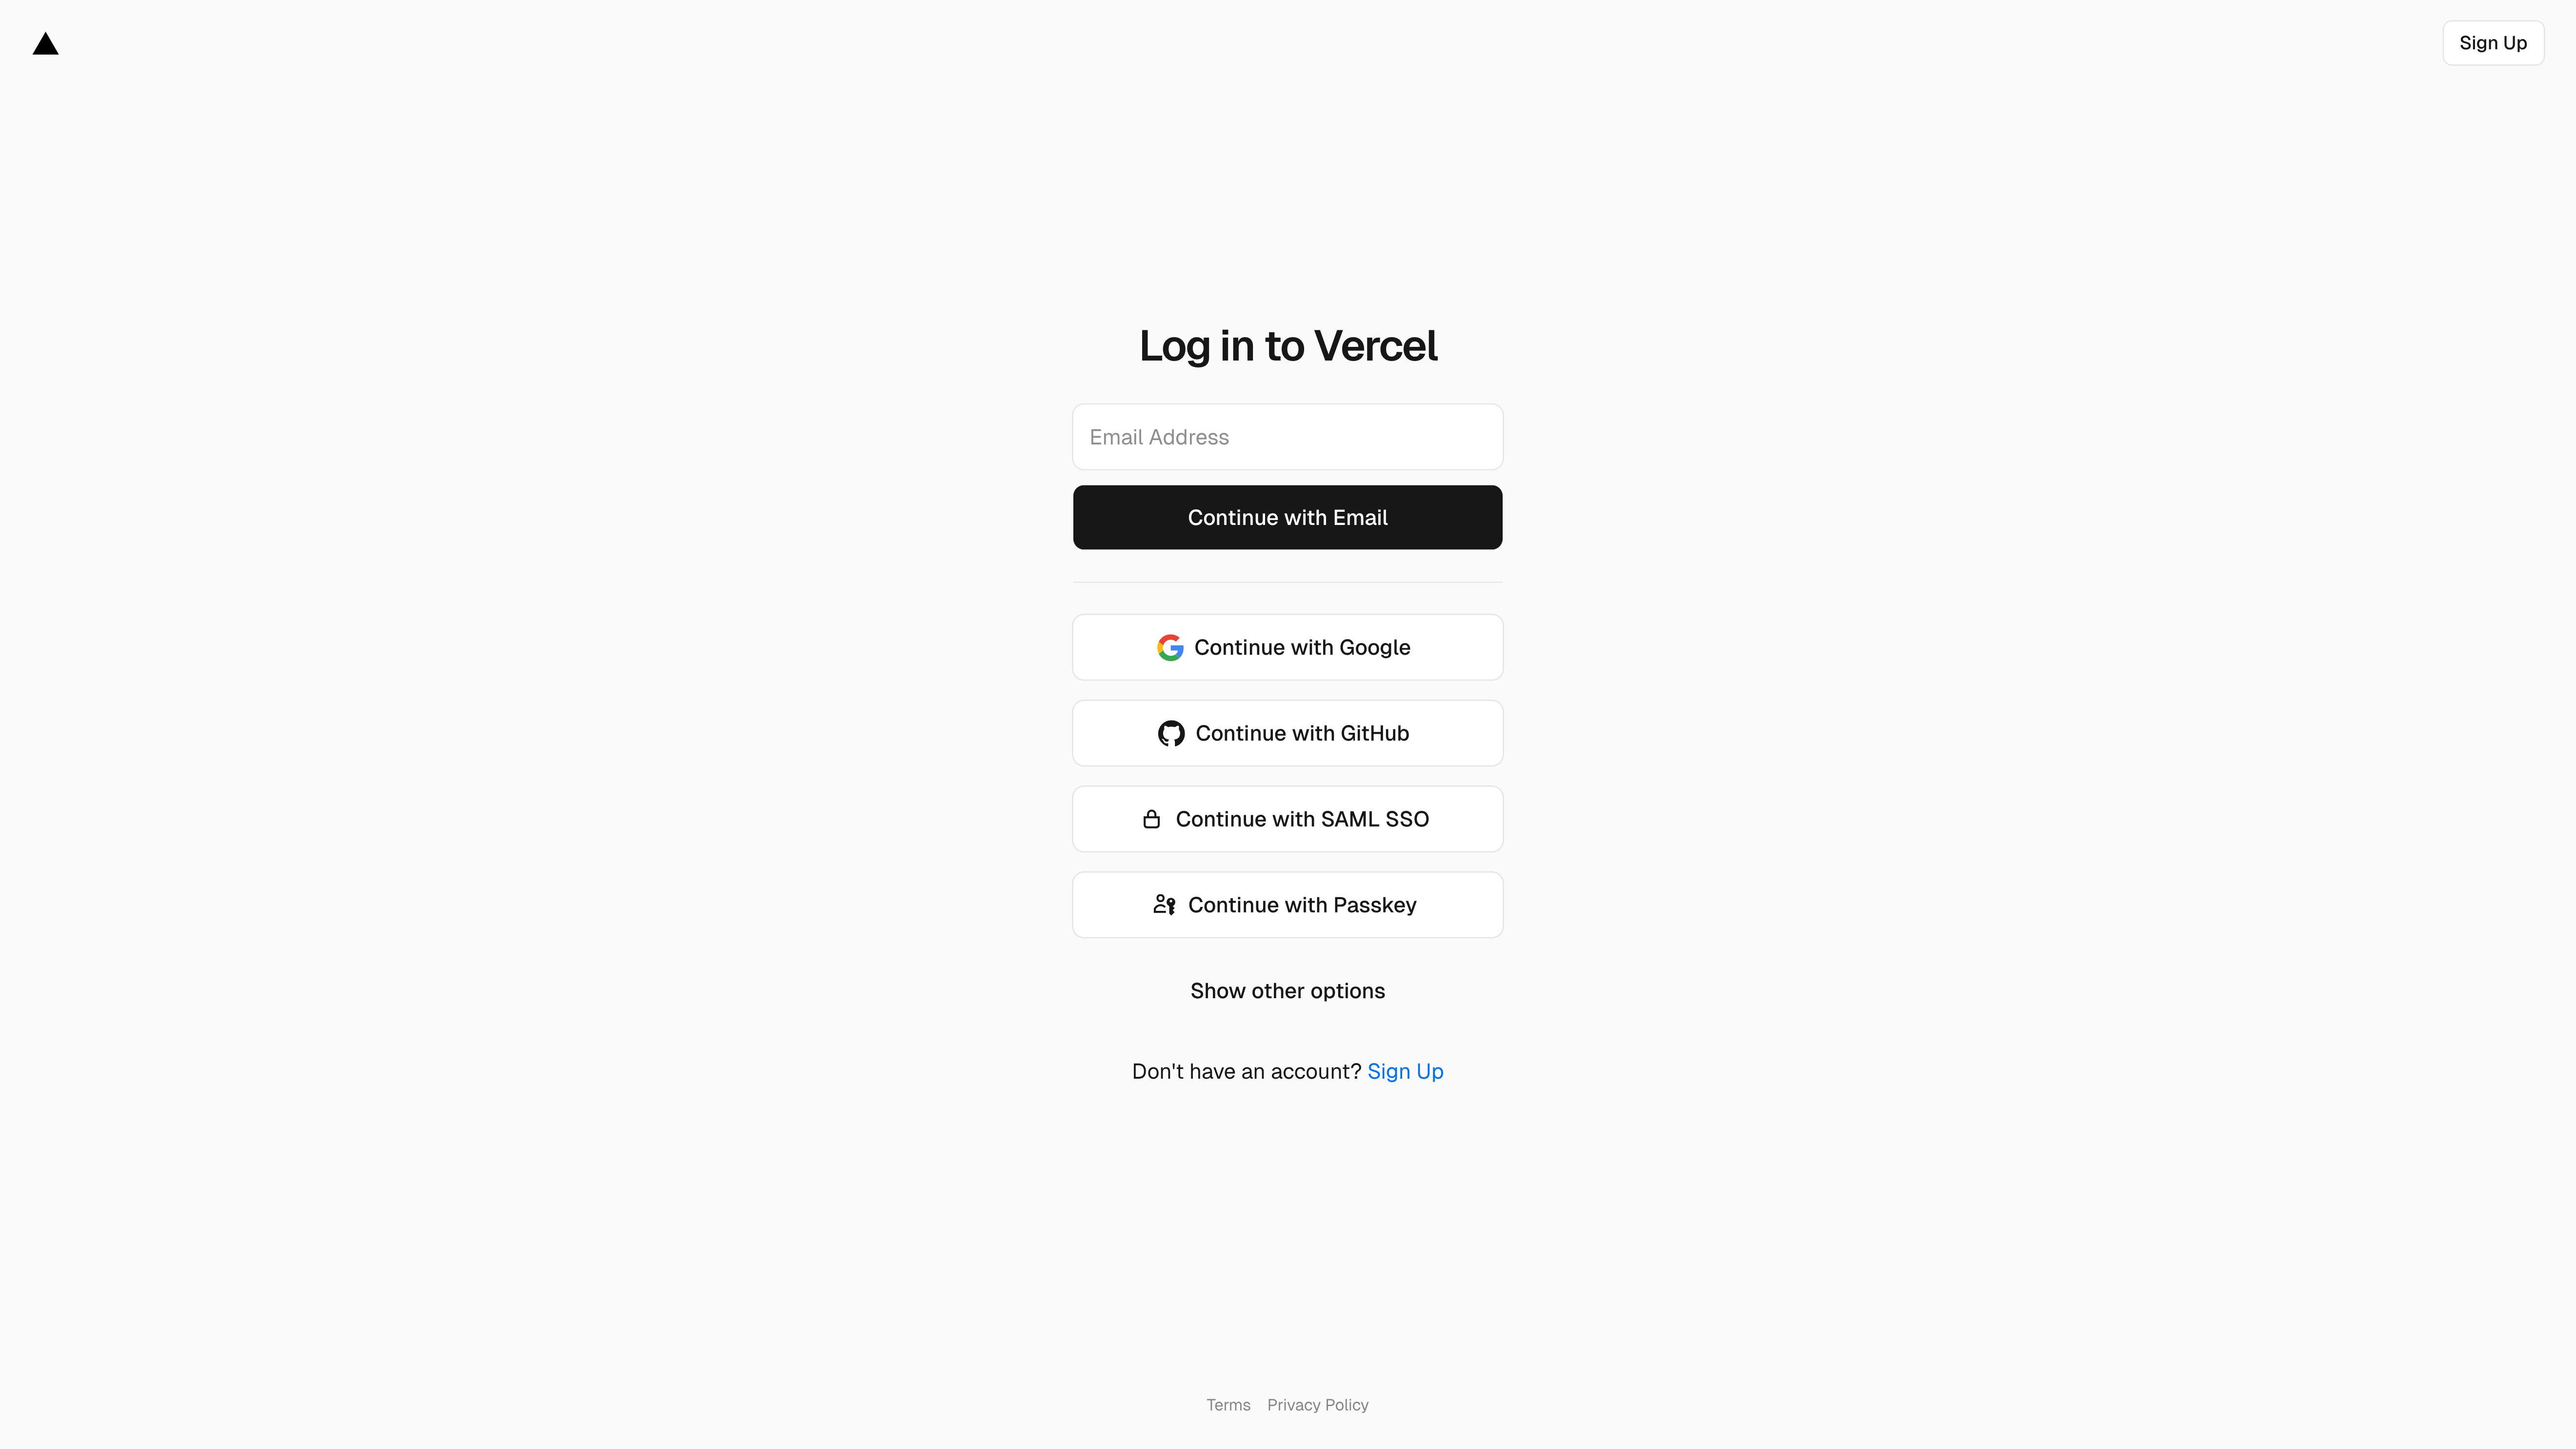 Sign Up
Log in to Vercel
Email Address
Continue with Email
Continue with Google
Continue with GitHub
Continue with SAML SSO
Continue with Passkey
Show other options
Don't have an account? Sign Up
Terms Privacy Policy